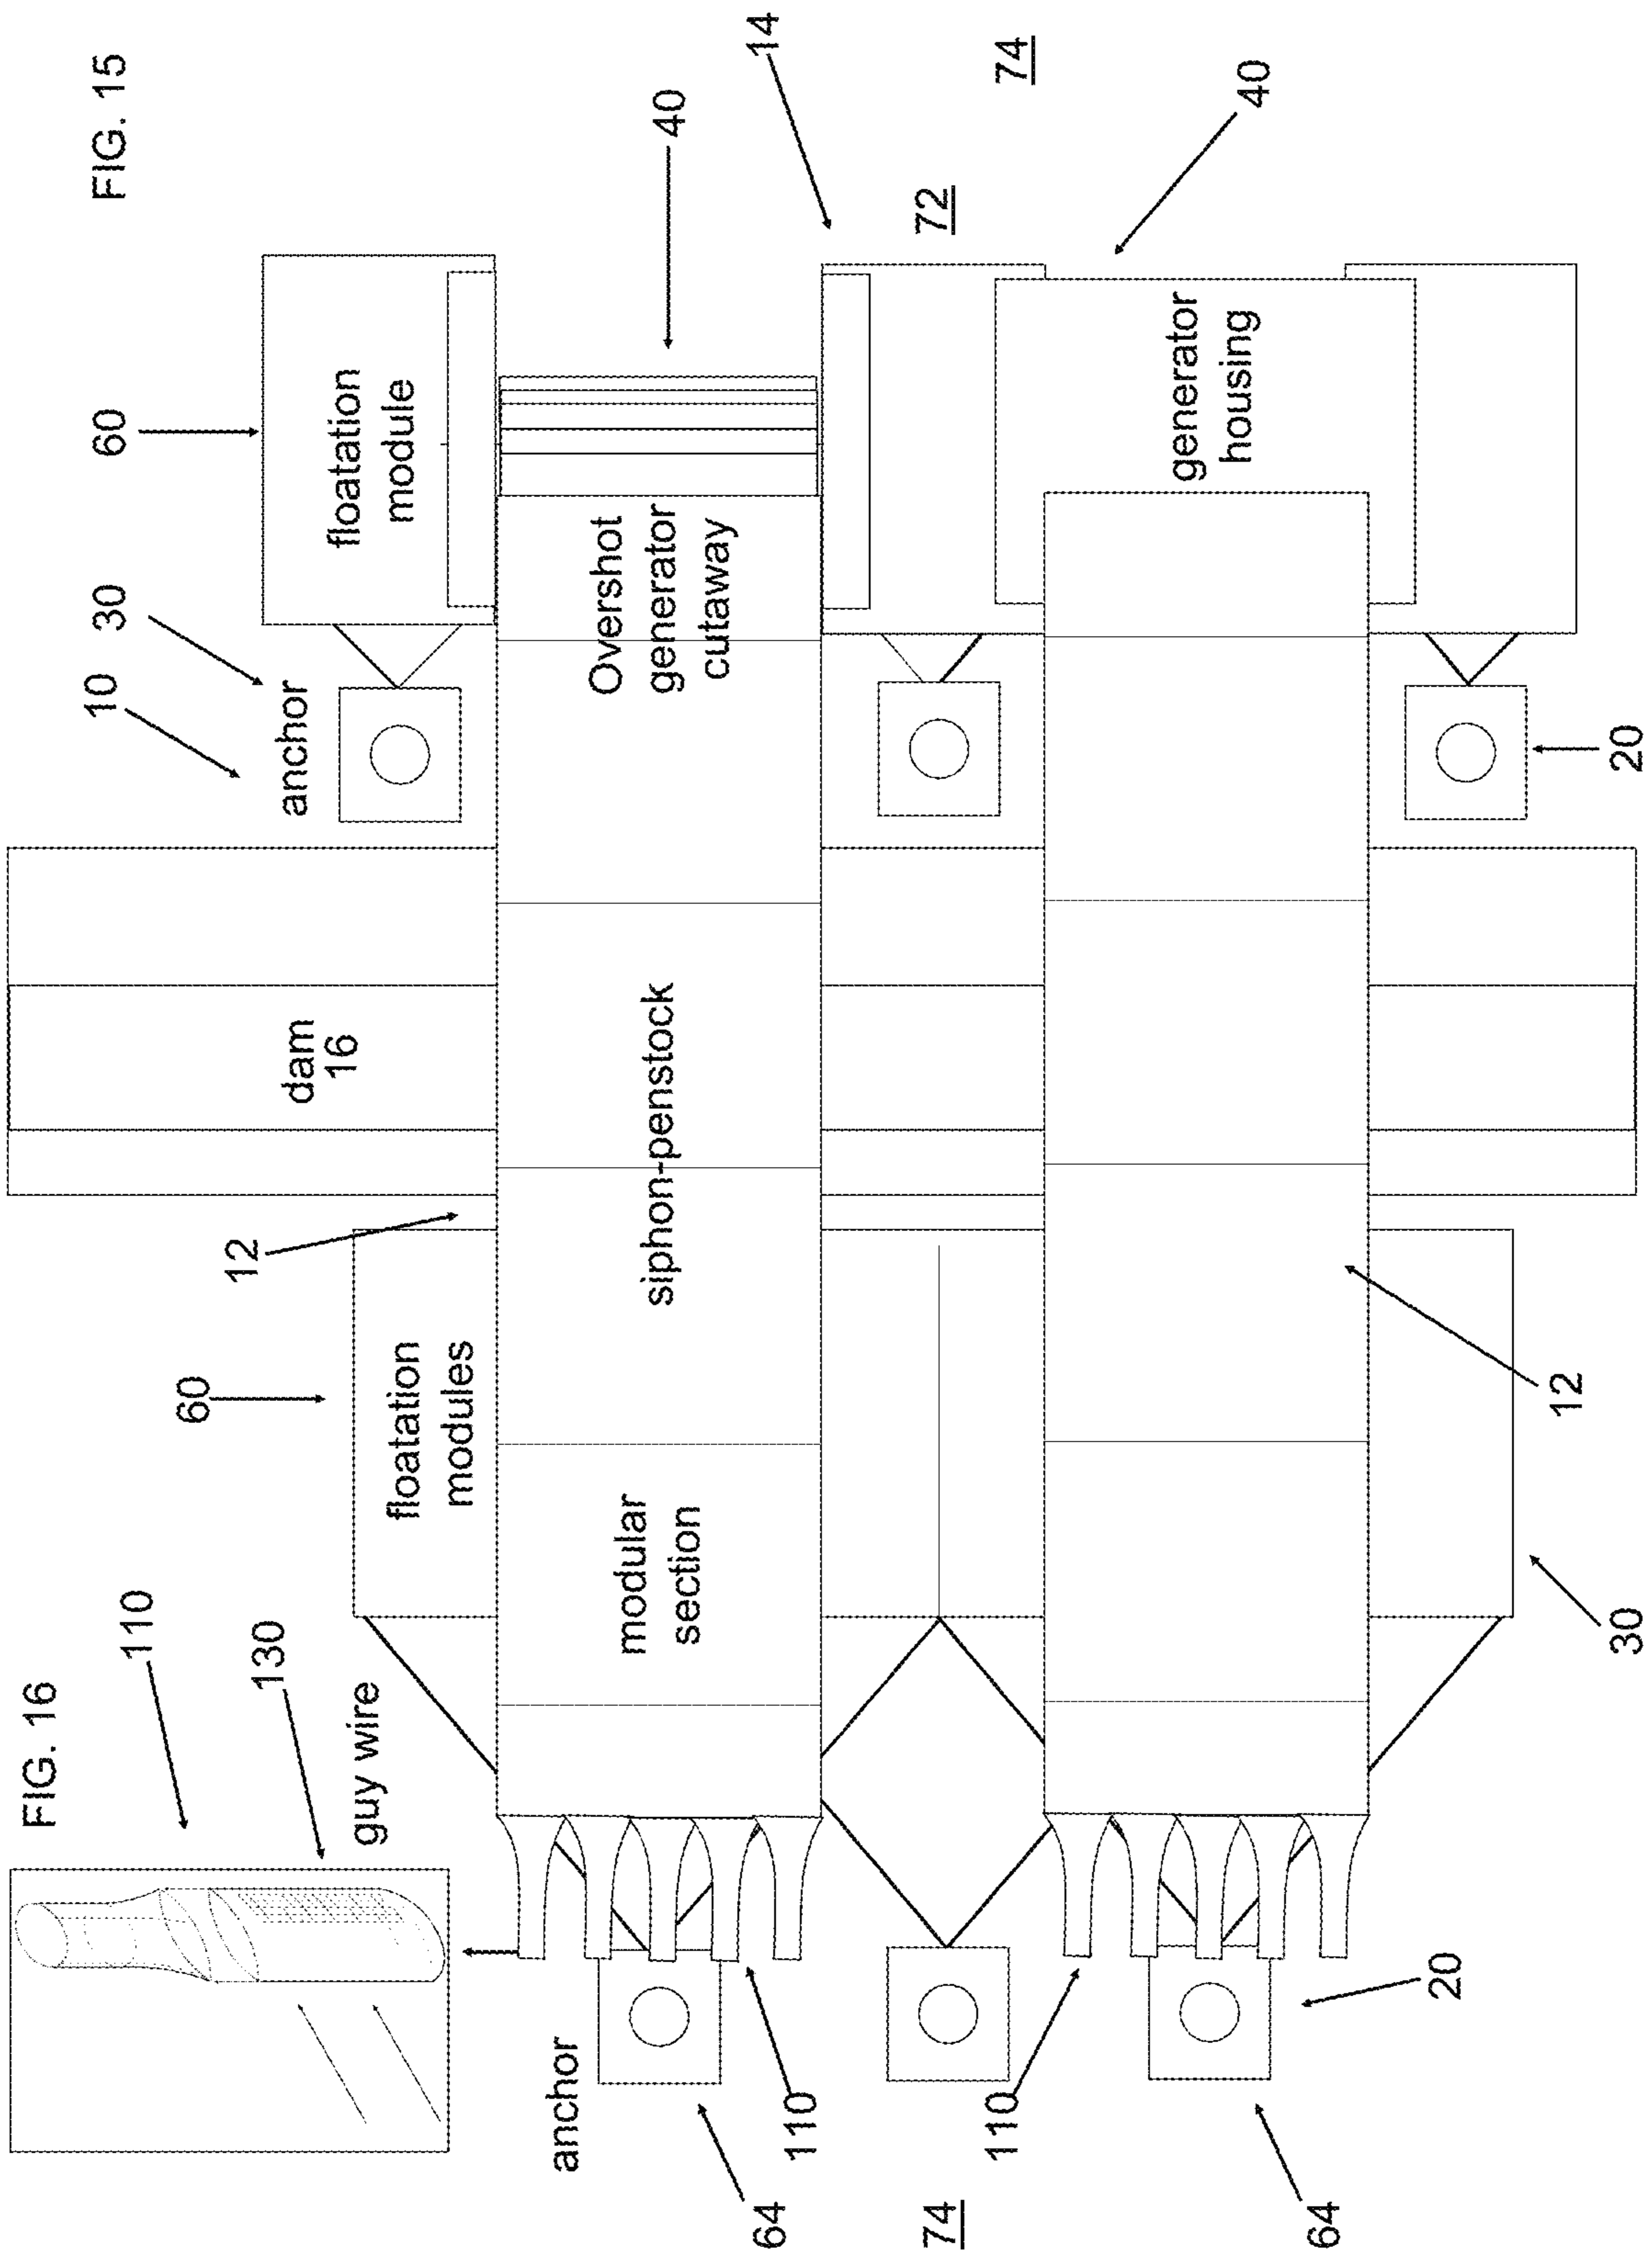 FIG. 16
FIG. 15
110
130
guy wire
60
12
10
30
60
anchor
dam
16
floatation
module
floatation
modules
anchor
modular
section
siphon-penstock
Overshot
generator
cutaway
40
14
64
110
74
110
72
74
generator
housing
40
64
20
12
30
20